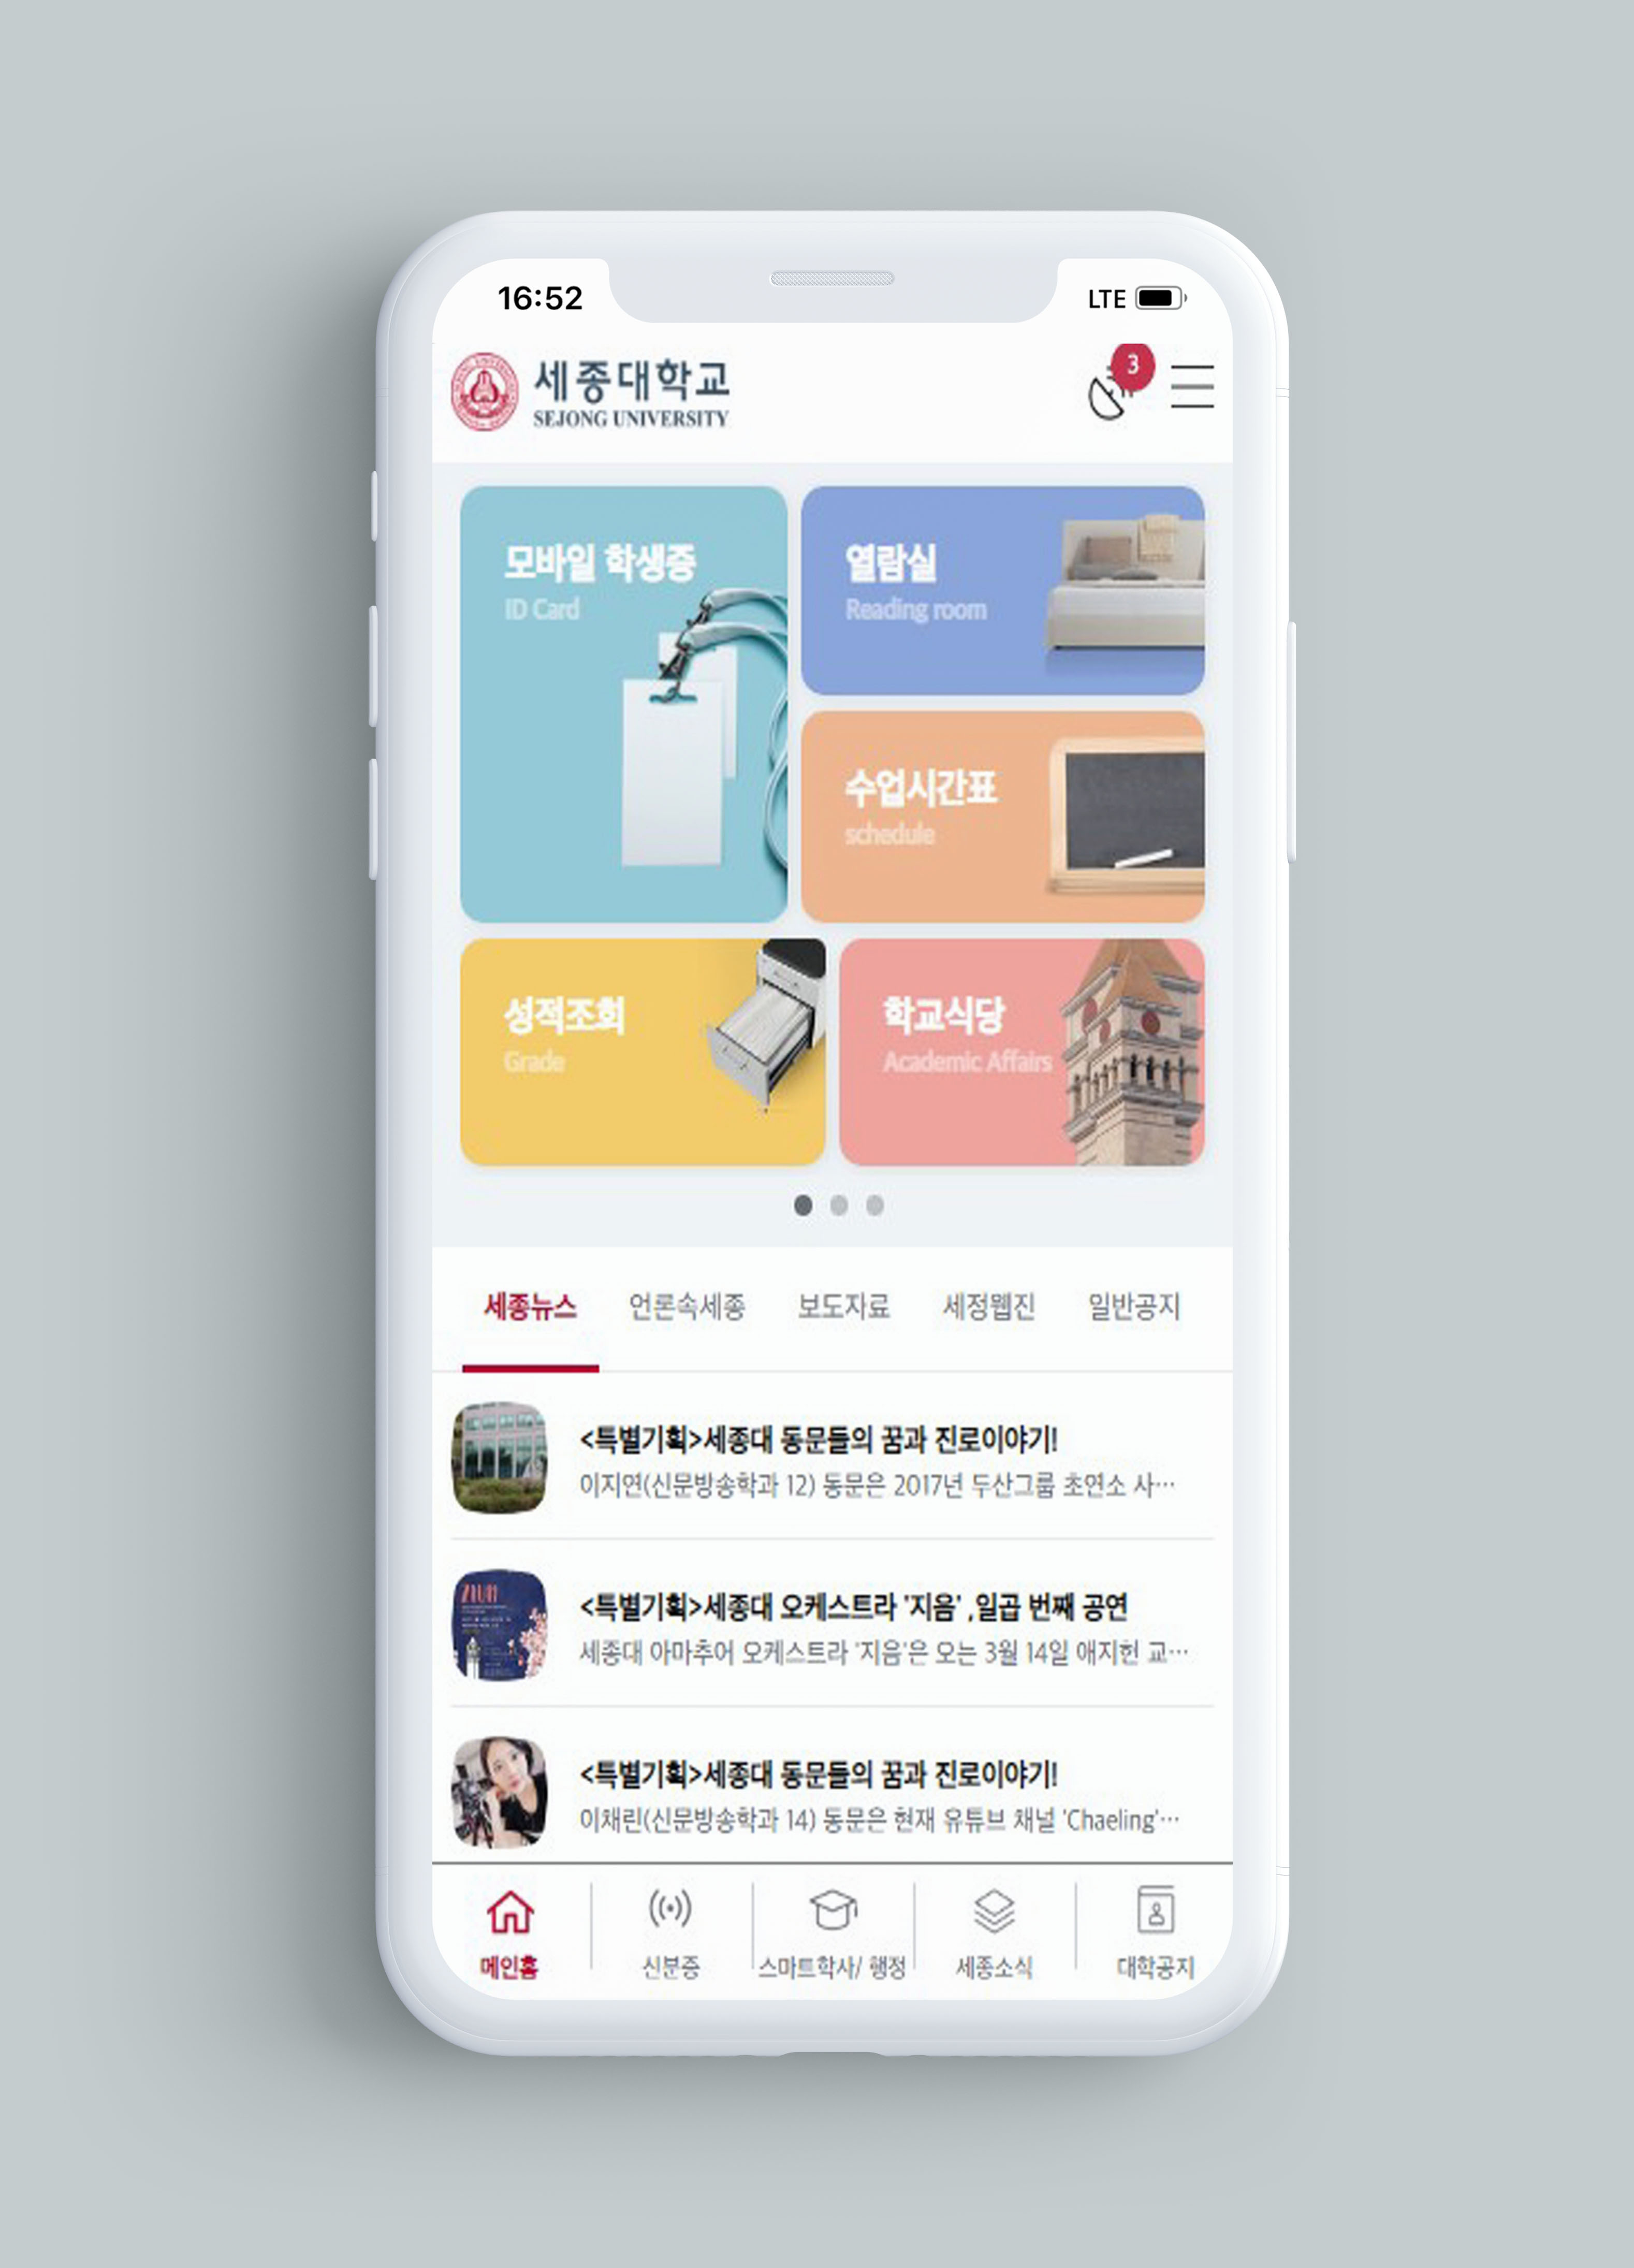 16:52
LTE
세종대학교
SEJONG UNIVERSITY
3
모바일 학생증
ID Card
열람실
Reading room
수업시간표
schedule
성적조회
Grade
학교식당
Academic Affairs
세종뉴스 언론속세종 보도자료 세정웹진 일반공지
<특별기획>세종대 동문들의 꿈과 진로이야기!
이지연(신문방송학과 12) 동문은 2017년 두산그룹 초연소 사…
ZIUM
<특별기획>세종대 오케스트라 '지음' ,일곱 번째 공연
세종대 아마추어 오케스트라 '지음'은 오는 3월 14일 애지헌 교…
<특별기획>세종대 동문들의 꿈과 진로이야기!
이채린(신문방송학과 14) 동문은 현재 유튜브 채널 'Chaeling'…
메인홈 신분증 스마트학사/ 행정 세종소식 대학공지